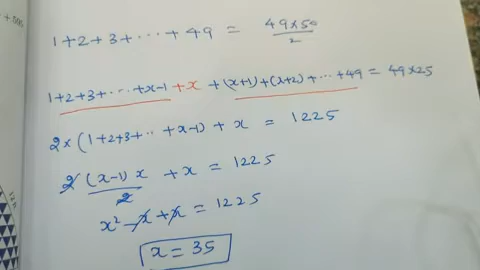 1+2+3+⋯+49 = 49×50/2
1+2+3+⋯+x-1+x+(x+1)+(x+2)+⋯+49 = 49×25
2×(1+2+3+⋯+x-1)+x = 1225
2(x-1)x/2 +x = 1225
x²-x+x = 1225
x = 35